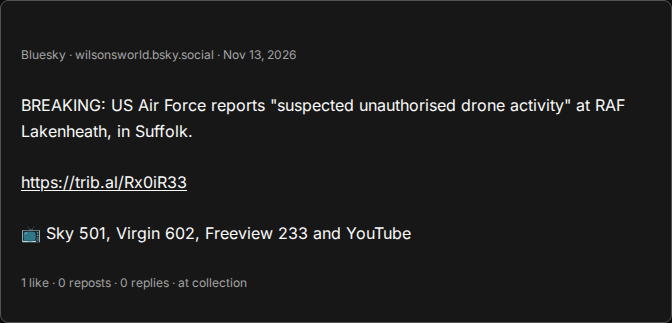 Bluesky · wilsonsworld.bsky.social · Nov 13, 2026
BREAKING: US Air Force reports "suspected unauthorised drone activity" at RAF
Lakenheath, in Suffolk.
https://trib.al/Rx0iR33
📺 Sky 501, Virgin 602, Freeview 233 and YouTube
1 like · 0 reposts · 0 replies · at collection